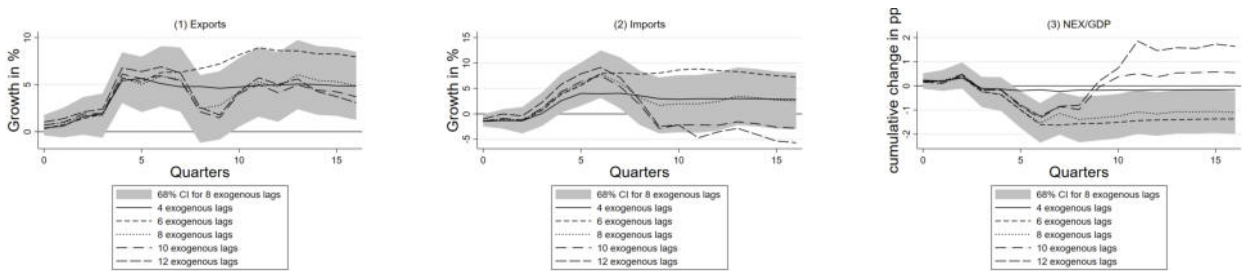 (1) Exports
Growth in %
10
5
0
0
5
10
15
Quarters
68% CI for 8 exogenous lags
4 exogenous lags
6 exogenous lags
8 exogenous lags
10 exogenous lags
12 exogenous lags
(2) Imports
Growth in %
15
10
5
0
-5
0
5
10
15
Quarters
68% CI for 8 exogenous lags
4 exogenous lags
6 exogenous lags
8 exogenous lags
10 exogenous lags
12 exogenous lags
(3) NEX/GDP
cumulative change in pp
2
1
0
-1
-2
0
5
10
15
Quarters
68% CI for 8 exogenous lags
4 exogenous lags
6 exogenous lags
8 exogenous lags
10 exogenous lags
12 exogenous lags